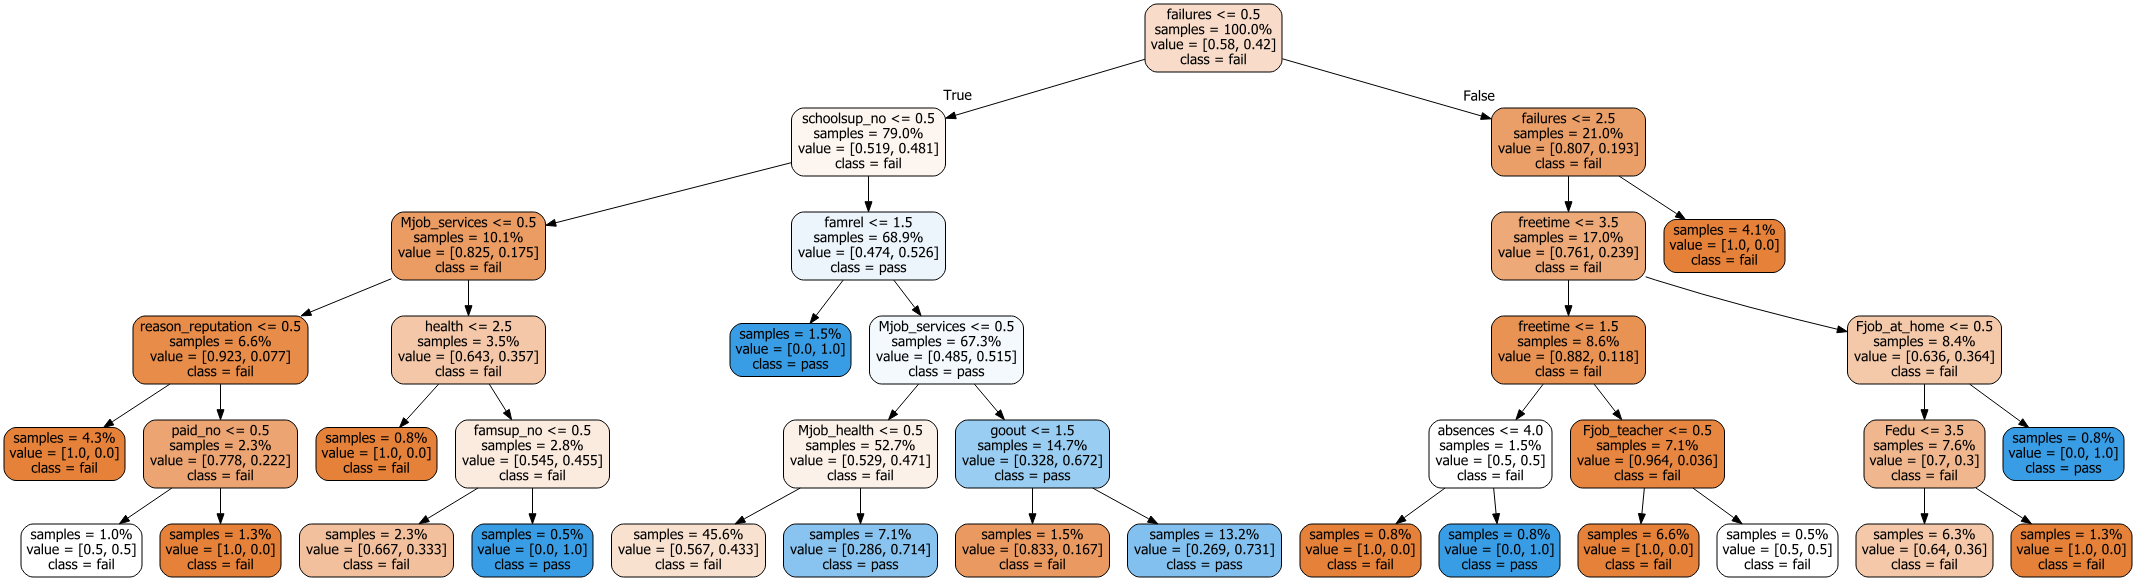 failures <= 0.5
samples = 100.0%
value = [0.58, 0.42]
class = fail
True
False
schoolsup_no <= 0.5
samples = 79.0%
value = [0.519, 0.481]
class = fail
failures <= 2.5
samples = 21.0%
value = [0.807, 0.193]
class = fail
Mjob_services <= 0.5
samples = 10.1%
value = [0.825, 0.175]
class = fail
famrel <= 1.5
samples = 68.9%
value = [0.474, 0.526]
class = pass
freetime <= 3.5
samples = 17.0%
value = [0.761, 0.239]
class = fail
samples = 4.1%
value = [1.0, 0.0]
class = fail
reason_reputation <= 0.5
samples = 6.6%
value = [0.923, 0.077]
class = fail
health <= 2.5
samples = 3.5%
value = [0.643, 0.357]
class = fail
samples = 1.5%
value = [0.0, 1.0]
class = pass
Mjob_services <= 0.5
samples = 67.3%
value = [0.485, 0.515]
class = pass
freetime <= 1.5
samples = 8.6%
value = [0.882, 0.118]
class = fail
Fjob_at_home <= 0.5
samples = 8.4%
value = [0.636, 0.364]
class = fail
samples = 4.3%
value = [1.0, 0.0]
class = fail
paid_no <= 0.5
samples = 2.3%
value = [0.778, 0.222]
class = fail
samples = 0.8%
value = [1.0, 0.0]
class = fail
famsup_no <= 0.5
samples = 2.8%
value = [0.545, 0.455]
class = fail
Mjob_health <= 0.5
samples = 52.7%
value = [0.529, 0.471]
class = fail
goout <= 1.5
samples = 14.7%
value = [0.328, 0.672]
class = pass
absences <= 4.0
samples = 1.5%
value = [0.5, 0.5]
class = fail
Fjob_teacher <= 0.5
samples = 7.1%
value = [0.964, 0.036]
class = fail
Fedu <= 3.5
samples = 7.6%
value = [0.7, 0.3]
class = fail
samples = 0.8%
value = [0.0, 1.0]
class = pass
samples = 1.0%
value = [0.5, 0.5]
class = fail
samples = 1.3%
value = [1.0, 0.0]
class = fail
samples = 2.3%
value = [0.667, 0.333]
class = fail
samples = 0.5%
value = [0.0, 1.0]
class = pass
samples = 45.6%
value = [0.567, 0.433]
class = fail
samples = 7.1%
value = [0.286, 0.714]
class = pass
samples = 1.5%
value = [0.833, 0.167]
class = fail
samples = 13.2%
value = [0.269, 0.731]
class = pass
samples = 0.8%
value = [1.0, 0.0]
class = fail
samples = 0.8%
value = [0.0, 1.0]
class = pass
samples = 6.6%
value = [1.0, 0.0]
class = fail
samples = 0.5%
value = [0.5, 0.5]
class = fail
samples = 6.3%
value = [0.64, 0.36]
class = fail
samples = 1.3%
value = [1.0, 0.0]
class = fail